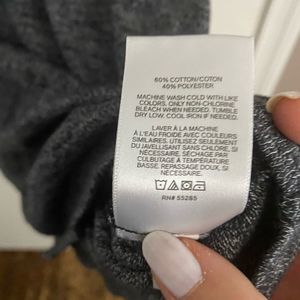 60% COTTON/COTON
40% POLYESTER
MACHINE WASH COLD WITH LIKE
COLORS. ONLY NON-CHLORINE
BLEACH WHEN NEEDED. TUMBLE
DRY LOW. COOL IRON IF NEEDED.
LAVER À LA MACHINE
À L'EAU FROIDE AVEC COULEURS
SIMILAIRES. UTILISEZ SEULEMENT
DU JAVELLISANT SANS CHLORE, SI
NÉCESSAIRE. SÉCHAGE PAR
CULBUTAGE À TEMPÉRATURE
BASSE. REPASSAGE DOUX, SI
NÉCESSAIRE.
RN# 55285